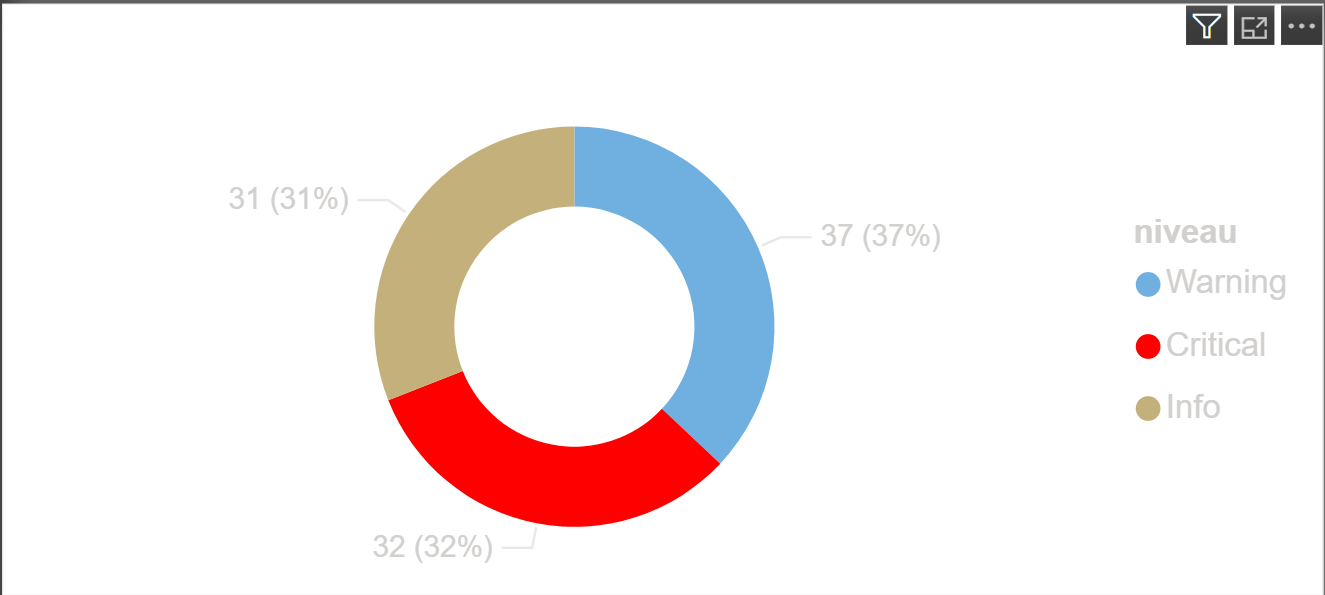 31 (31%)
37 (37%)
32 (32%)
niveau
Warning
Critical
Info